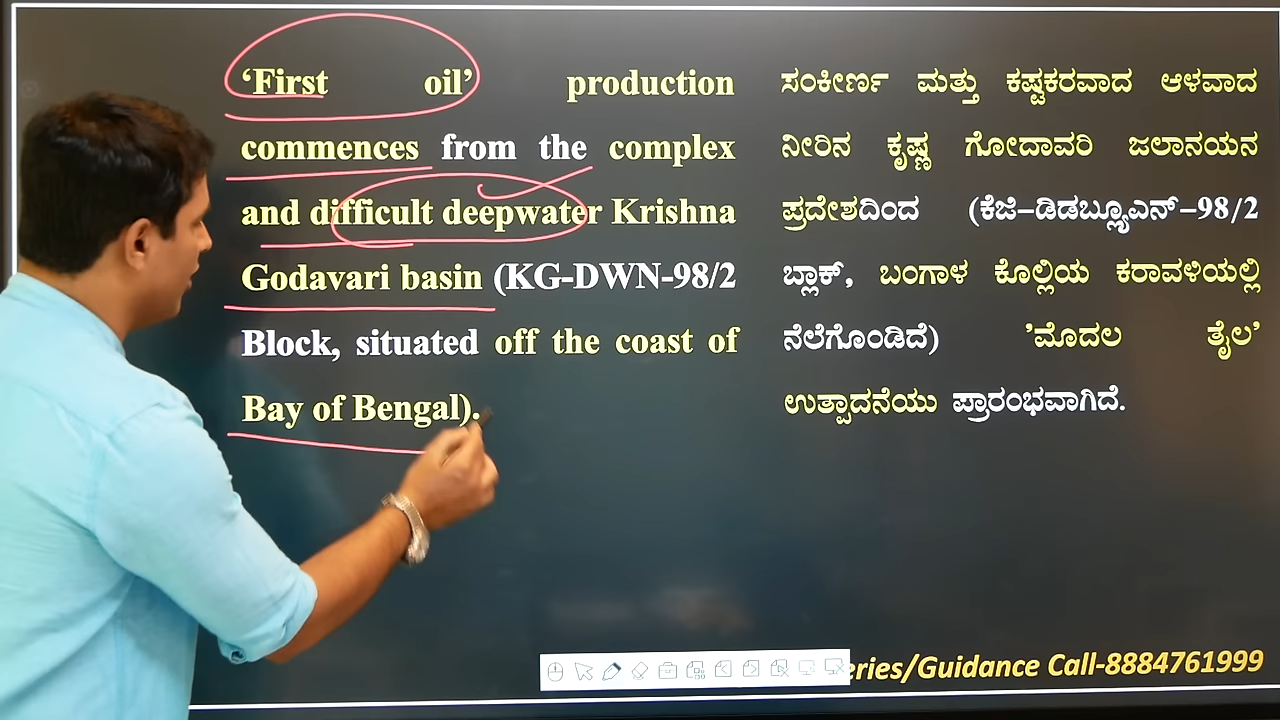 ‘First oil’ production
commences from the complex
and difficult deepwater Krishna
Godavari basin (KG-DWN-98/2
Block, situated off the coast of
Bay of Bengal).
ಸಂಕೀರ್ಣ ಮತ್ತು ಕಷ್ಟಕರವಾದ ಆಳವಾದ
ನೀರಿನ ಕೃಷ್ಣ ಗೋದಾವರಿ ಜಲಾನಯನ
ಪ್ರದೇಶದಿಂದ (ಕೆಜಿ-ಡಿಡಬ್ಲ್ಯೂಎನ್-98/2
ಬ್ಲಾಕ್, ಬಂಗಾಳ ಕೊಲ್ಲಿಯ ಕರಾವಳಿಯಲ್ಲಿ
ನೆಲೆಗೊಂಡಿದೆ) ’ಮೊದಲ ತೈಲ’
ಉತ್ಪಾದನೆಯು ಪ್ರಾರಂಭವಾಗಿದೆ.
eries/Guidance Call-8884761999